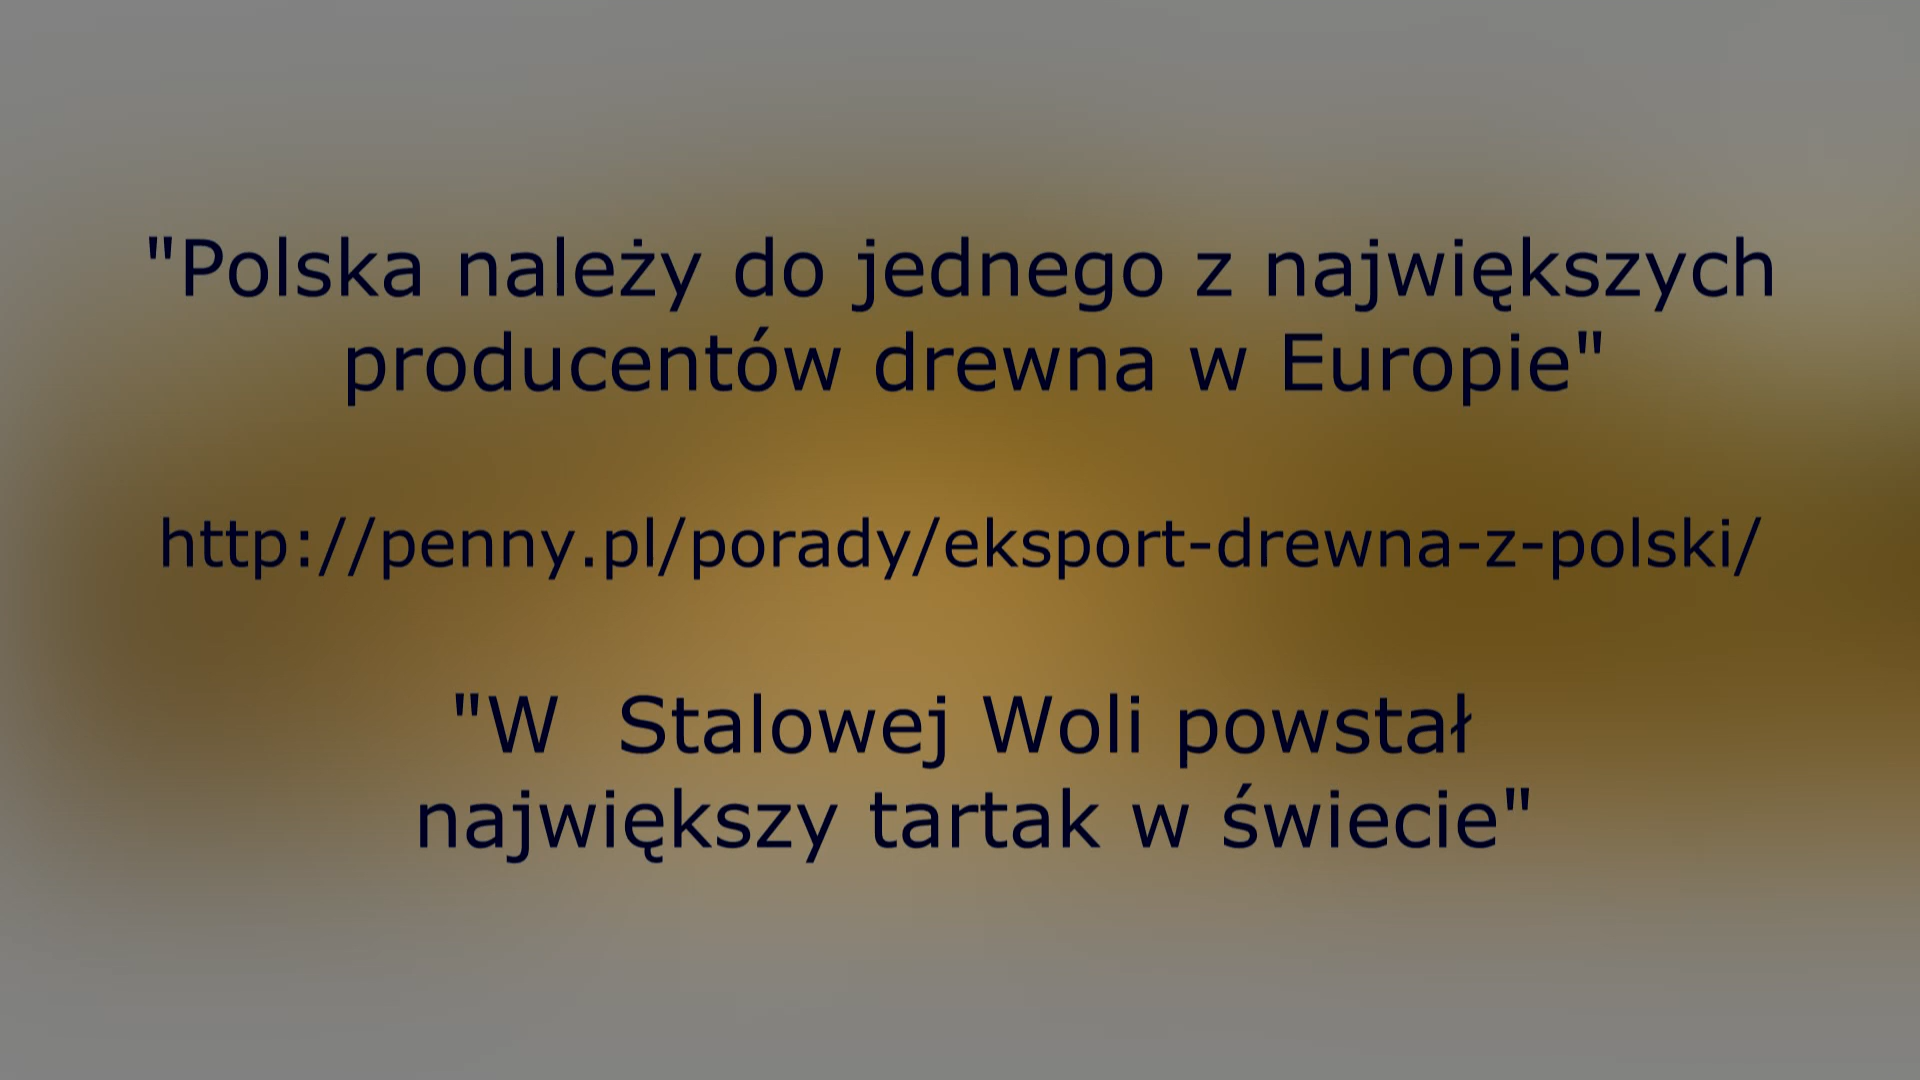 "Polska należy do jednego z największych
producentów drewna w Europie"
http://penny.pl/porady/eksport-drewna-z-polski/
"W  Stalowej Woli powstał
największy tartak w świecie"